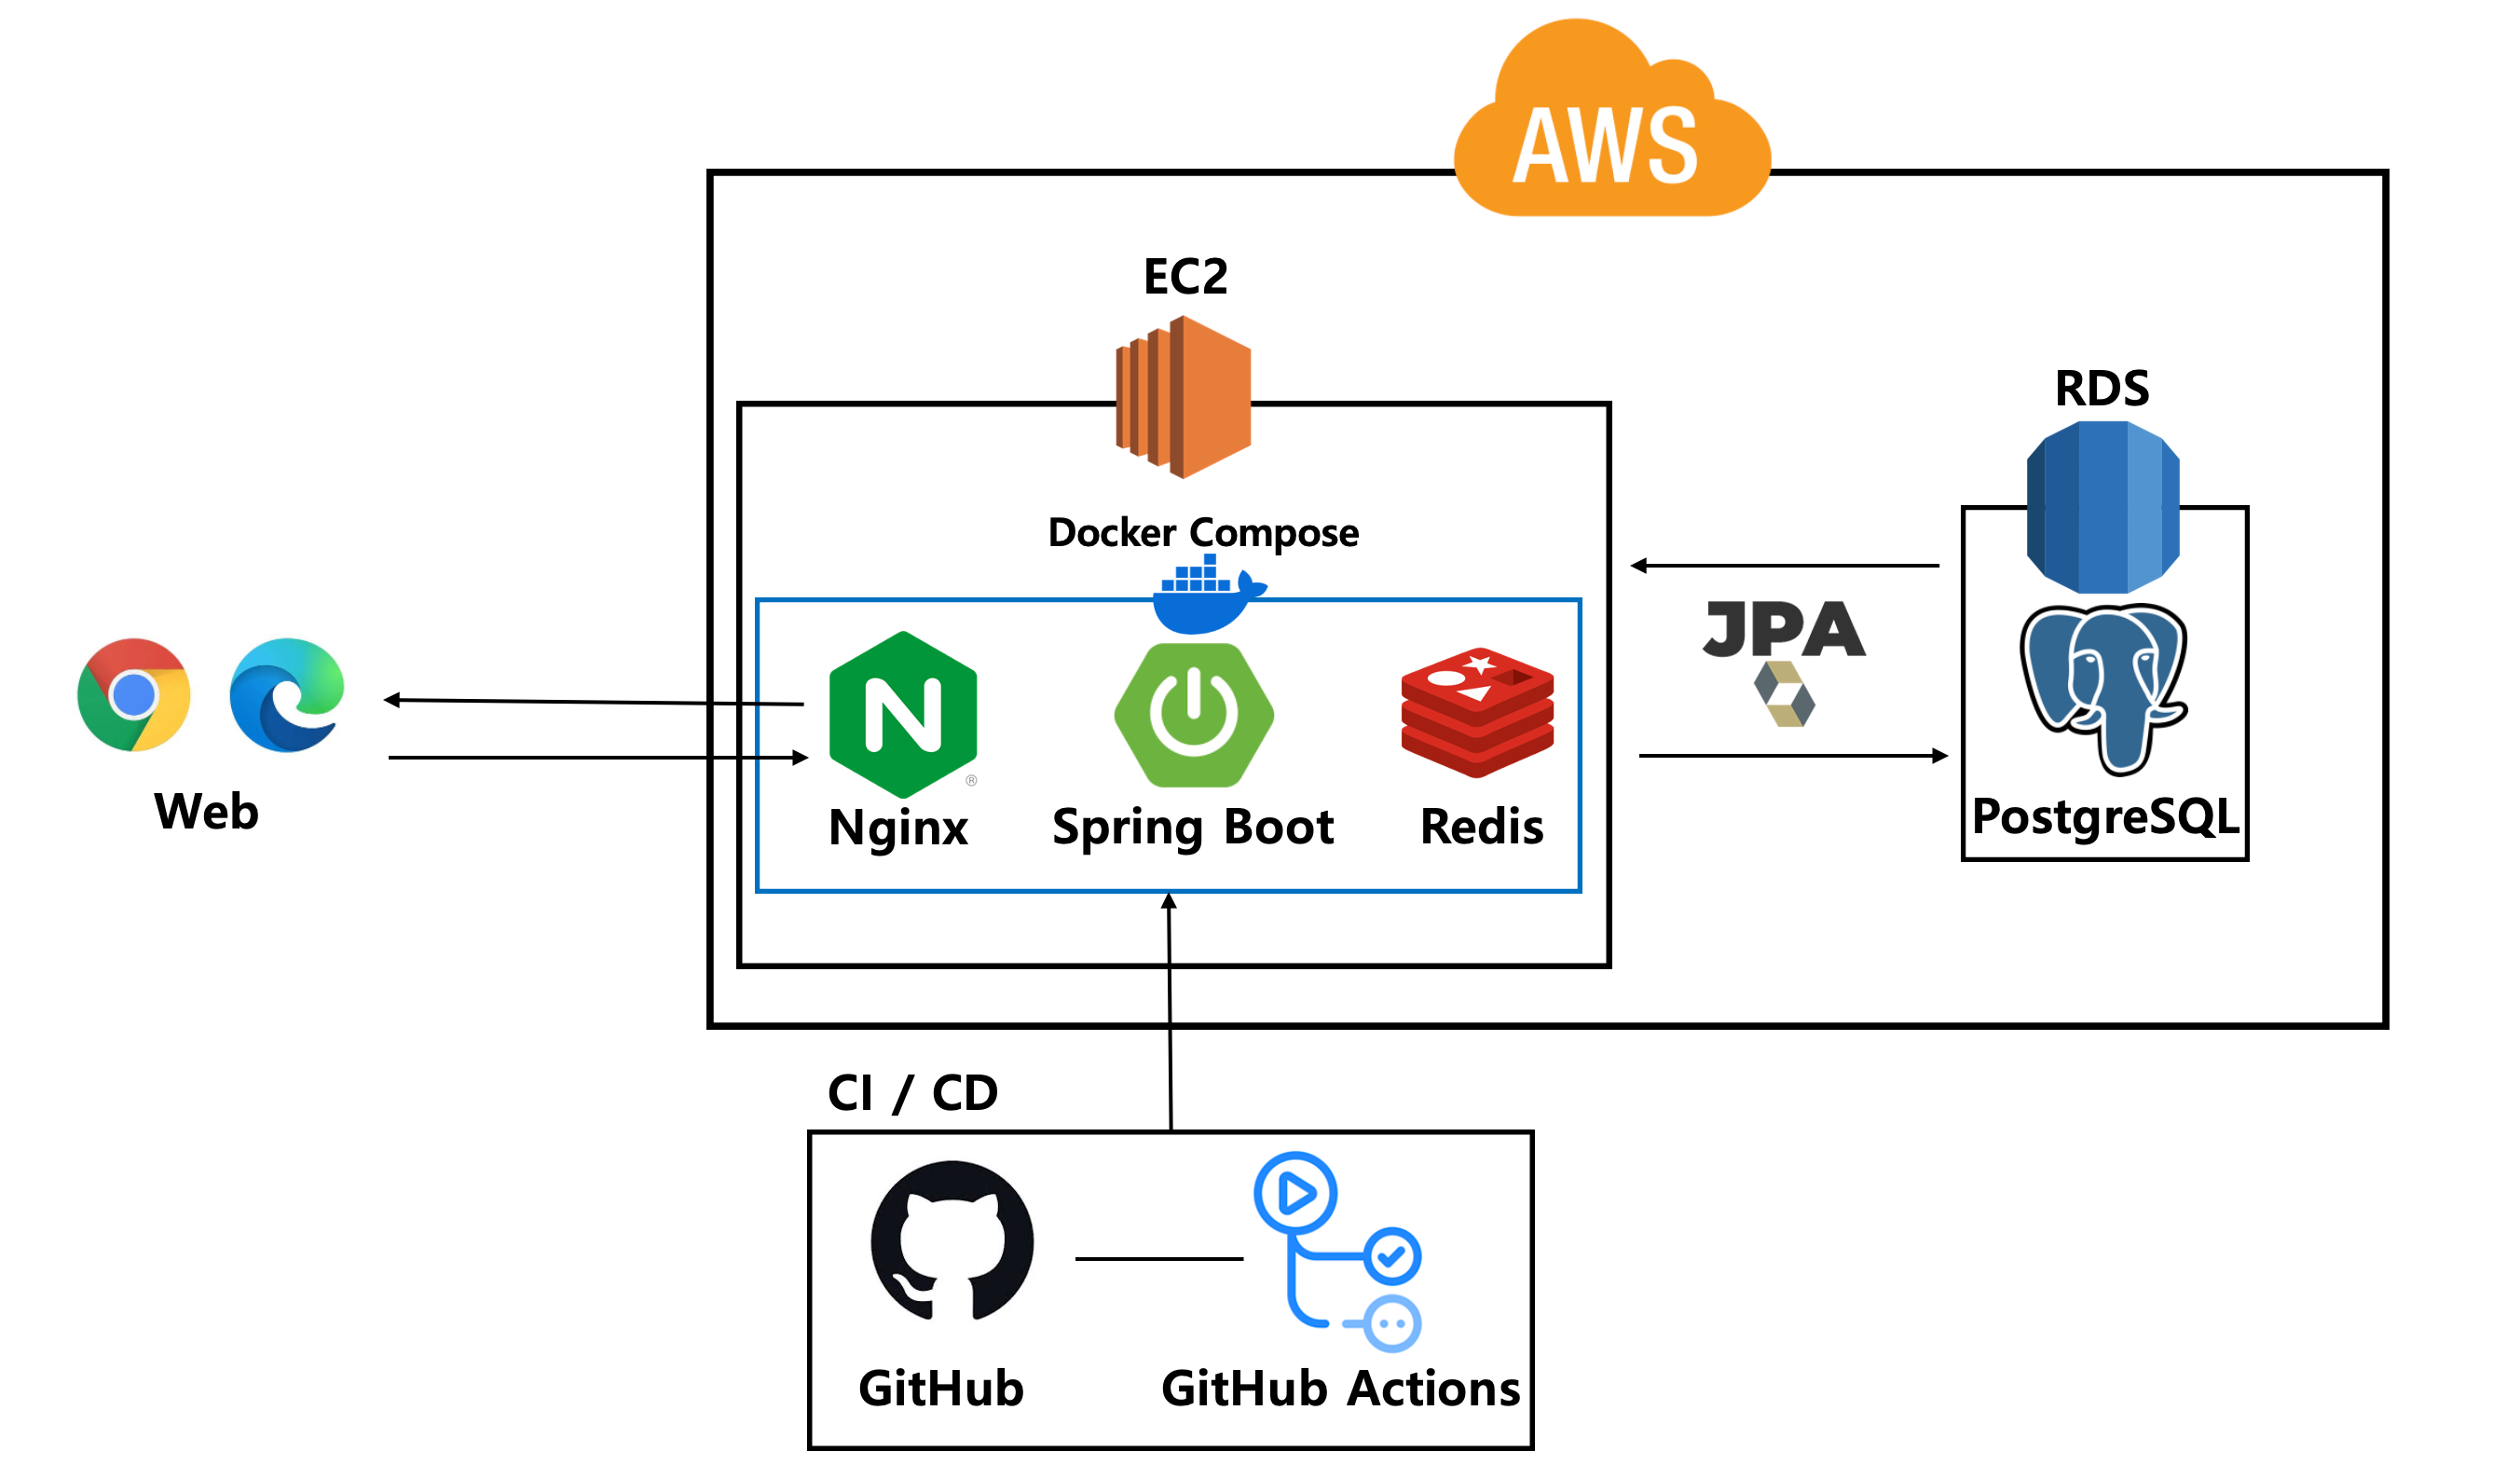 AWS
EC2
RDS
Docker Compose
JPA
N
®
Web
Nginx
Spring Boot
Redis
PostgreSQL
CI / CD
GitHub
GitHub Actions